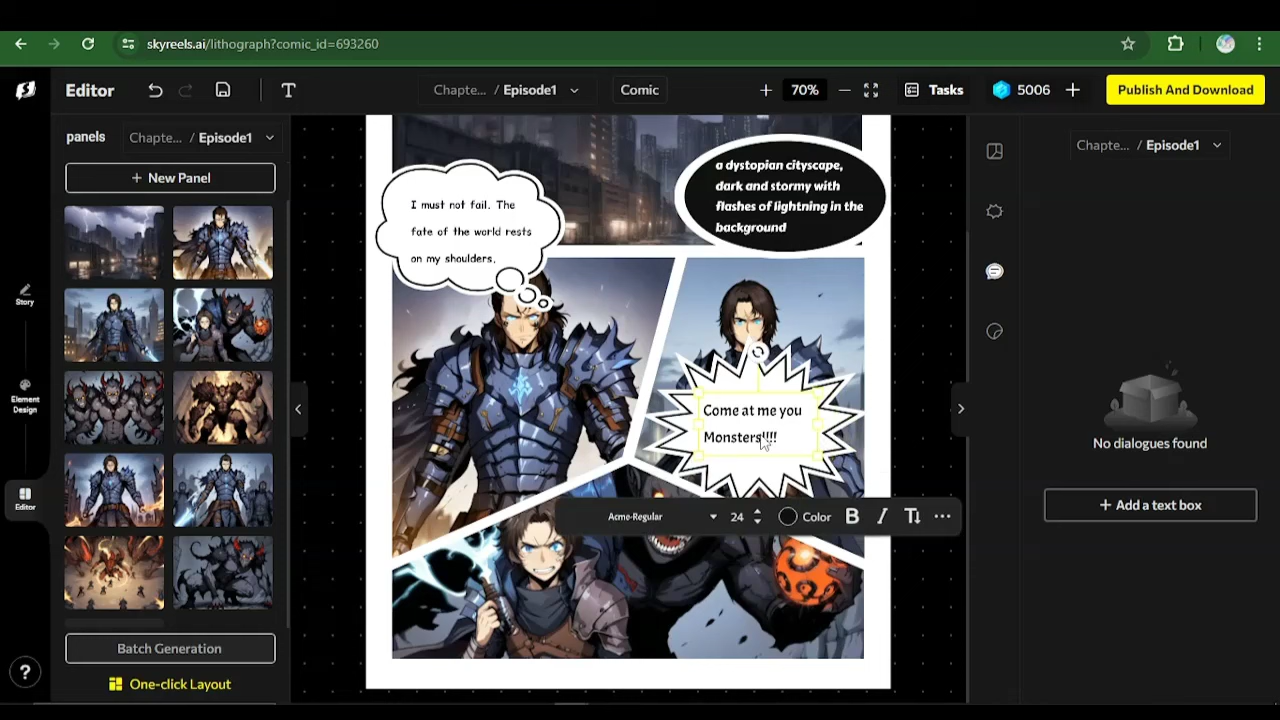 skyreels.ai/lithograph?comic_id=693260
Editor
T
Chapte... / Episode1
Comic
70%
Tasks
5006
Publish And Download
panels
Chapte... / Episode1
+ New Panel
Story
Element
Design
Editor
Batch Generation
One-click Layout
?
I must not fail. The
fate of the world rests
on my shoulders.
a dystopian cityscape,
dark and stormy with
flashes of lightning in the
background
Come at me you
Monsters!!!!
Acme-Regular
24
Color
B
I
T
...
Chapte... / Episode1
No dialogues found
+ Add a text box